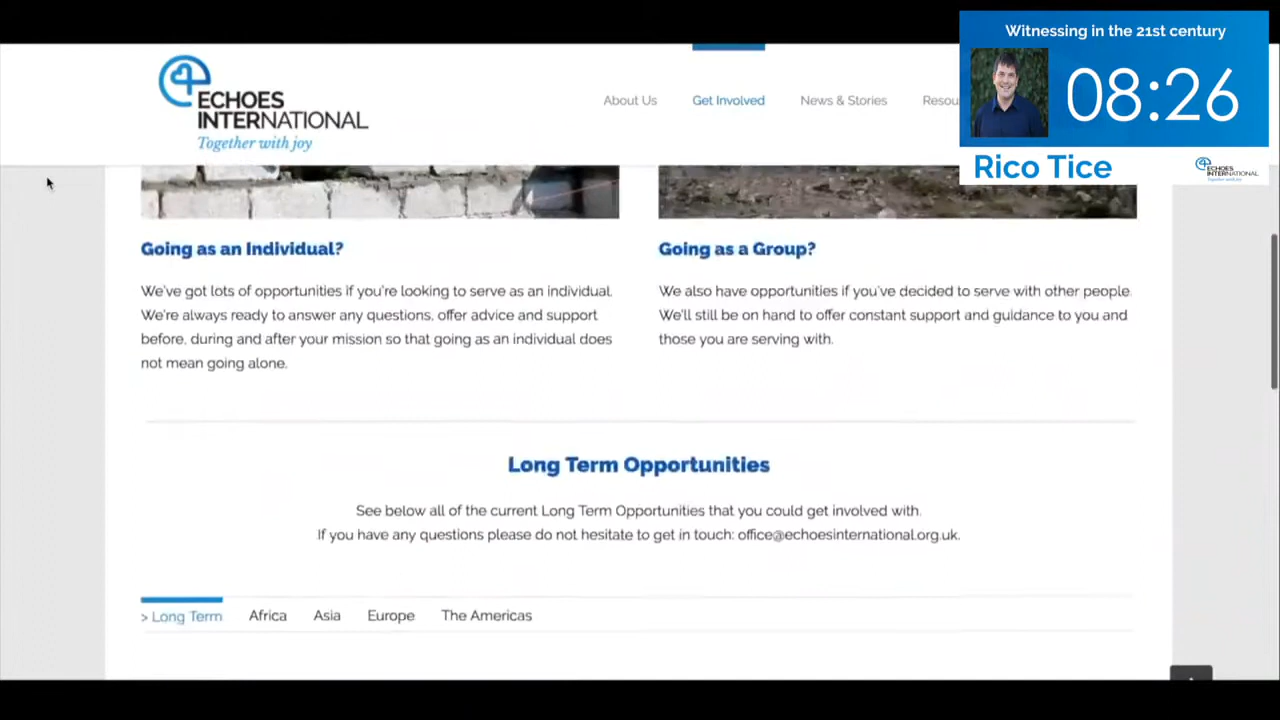 Witnessing in the 21st century
08:26
Rico Tice
ECHOES
INTERNATIONAL
Together with joy
ECHOES
INTERNATIONAL
Together with joy
About Us
Get Involved
News & Stories
Resou
Going as an Individual?
We've got lots of opportunities if you're looking to serve as an individual.
We're always ready to answer any questions, offer advice and support
before, during and after your mission so that going as an individual does
not mean going alone.
Going as a Group?
We also have opportunities if you've decided to serve with other people.
We'll still be on hand to offer constant support and guidance to you and
those you are serving with.
Long Term Opportunities
See below all of the current Long Term Opportunities that you could get involved with.
If you have any questions please do not hesitate to get in touch: office@echoesinternational.org.uk.
> Long Term
Africa
Asia
Europe
The Americas